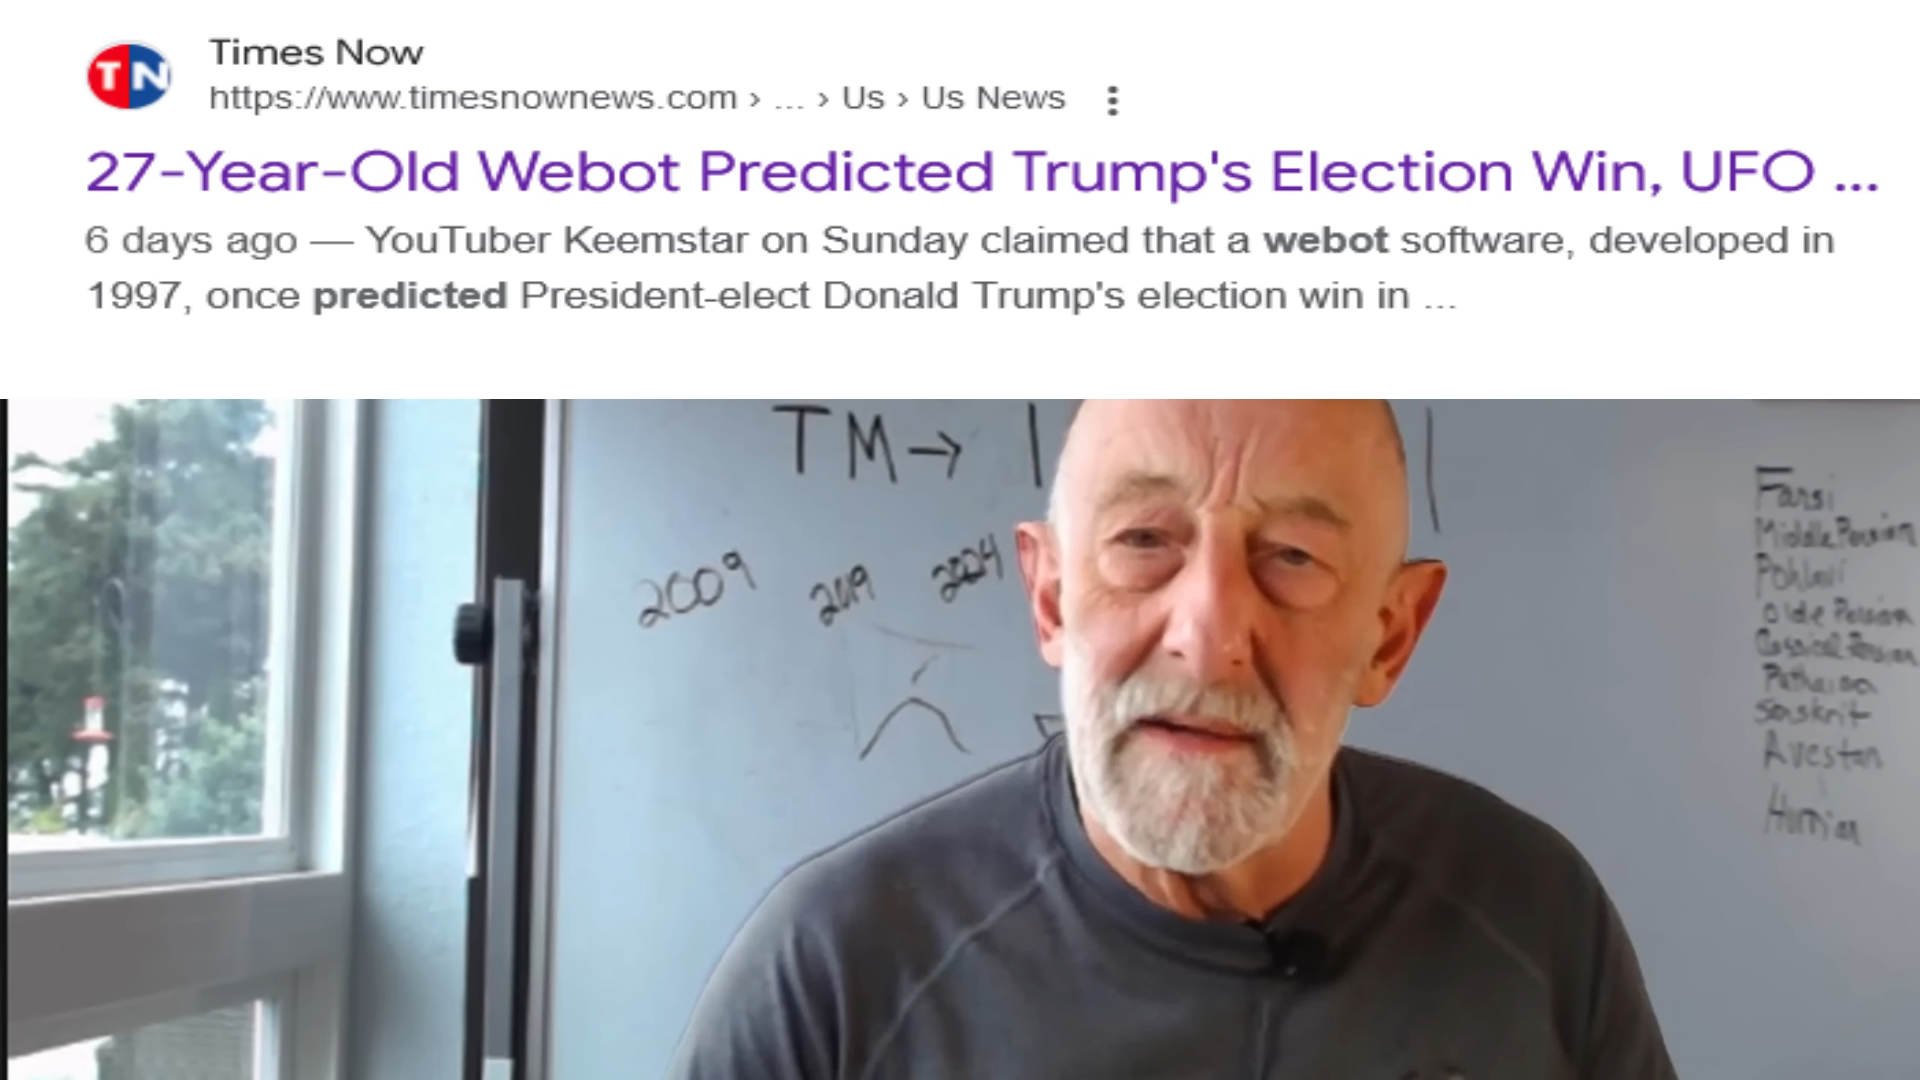 TN
Times Now
https://www.timesnownews.com › ... › Us › Us News
27-Year-Old Webot Predicted Trump's Election Win, UFO ...
6 days ago — YouTuber Keemstar on Sunday claimed that a webot software, developed in
1997, once predicted President-elect Donald Trump's election win in ...
TM→
2009 2019 2024
Farsi
Middle Persian
Pahlavi
olde Persian
Classical Persian
Sanskrit
Avestan